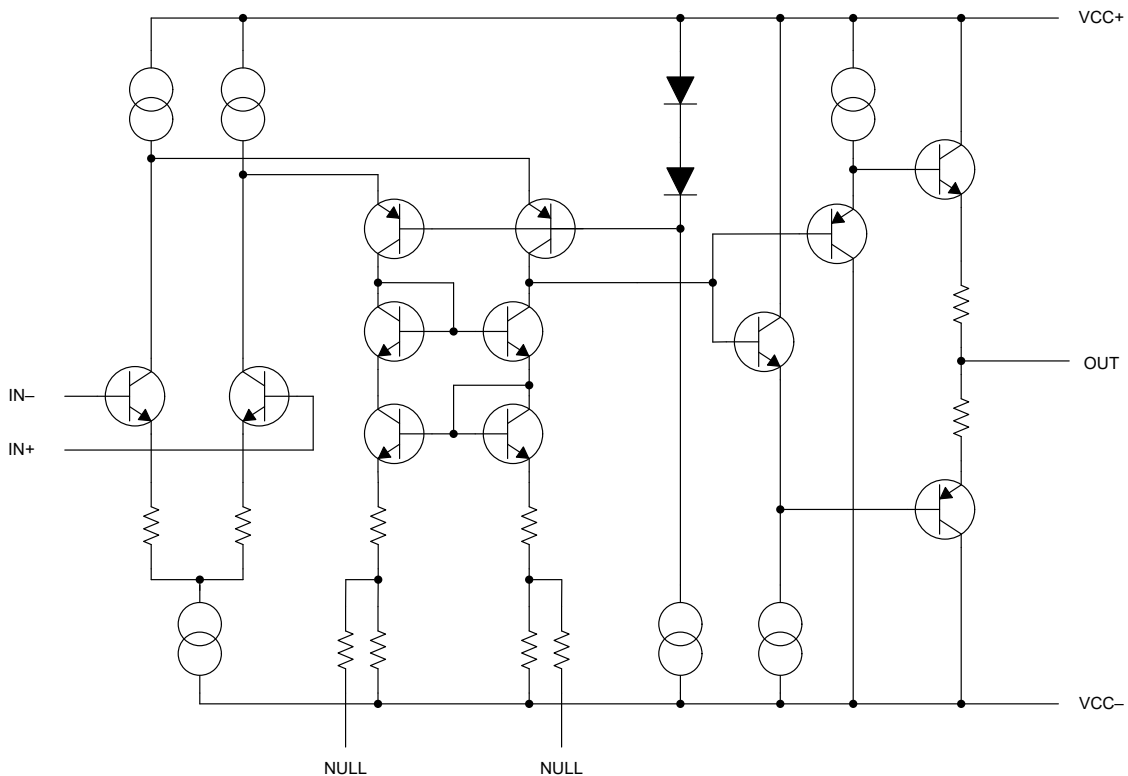 VCC+
OUT
IN–
IN+
VCC–
NULL
NULL